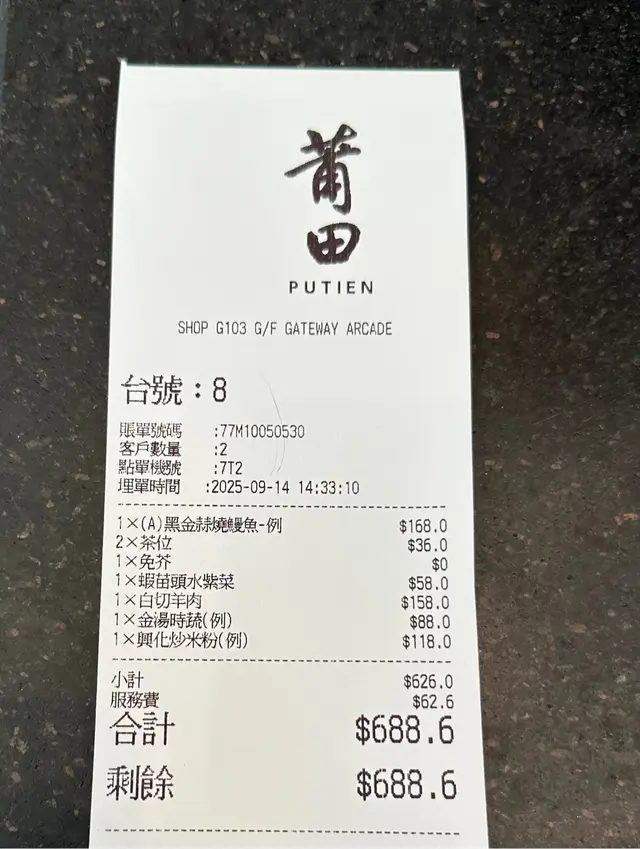 莆
田
PUTIEN
SHOP G103 G/F GATEWAY ARCADE
台號：8
賬單號碼 :77M10050530
客戶數量 :2
點單機號 :7T2
埋單時間 :2025-09-14 14:33:10
1×(A)黑金蒜燒鰻魚-例 $168.0
2×茶位 $36.0
1×免芥 $0
1×蝦苗頭水紫菜 $58.0
1×白切羊肉 $158.0
1×金湯時蔬(例) $88.0
1×興化炒米粉(例) $118.0
小計 $626.0
服務費 $62.6
合計 $688.6
剩餘 $688.6